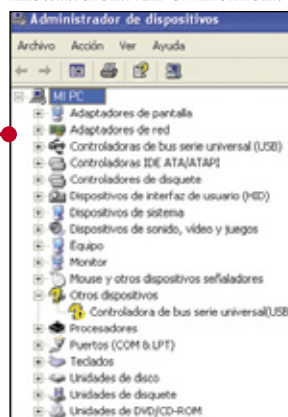 Administrador de dispositivos
Archivo Acción Ver Ayuda
MI PC
Adaptadores de pantalla
Adaptadores de red
Controladoras de bus serie universal (USB)
Controladoras IDE ATA/ATAPI
Controladores de disquete
Dispositivos de interfaz de usuario (HID)
Dispositivos de sistema
Dispositivos de sonido, vídeo y juegos
Equipo
Monitor
Mouse y otros dispositivos señaladores
Otros dispositivos
Controladora de bus serie universal(USB
Procesadores
Puertos (COM & LPT)
Teclados
Unidades de disco
Unidades de disquete
Unidades de DVD/CD-ROM